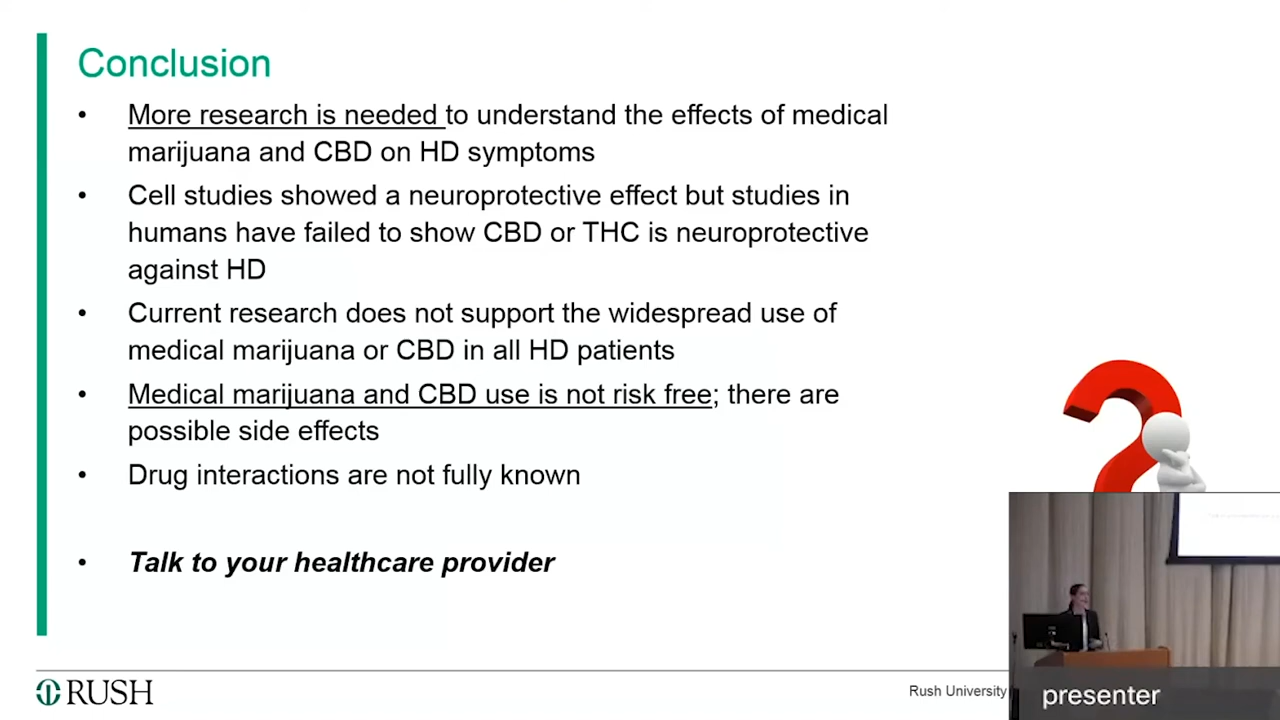 Conclusion
• More research is needed to understand the effects of medical
marijuana and CBD on HD symptoms
• Cell studies showed a neuroprotective effect but studies in
humans have failed to show CBD or THC is neuroprotective
against HD
• Current research does not support the widespread use of
medical marijuana or CBD in all HD patients
• Medical marijuana and CBD use is not risk free; there are
possible side effects
• Drug interactions are not fully known
• Talk to your healthcare provider
RUSH
Rush University
presenter